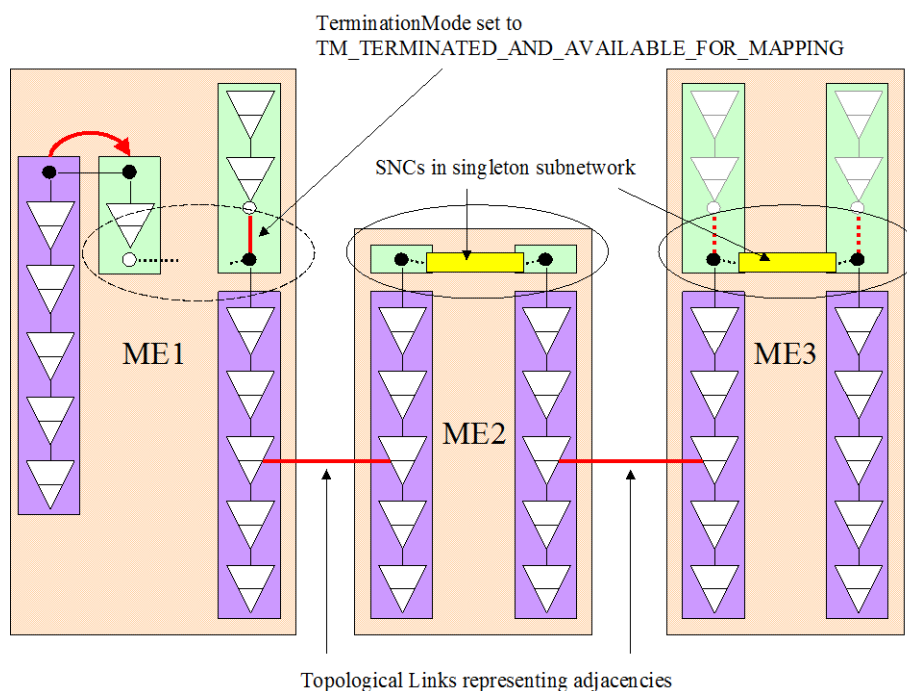 TerminationMode set to
TM_TERMINATED_AND_AVAILABLE_FOR_MAPPING
SNCs in singleton subnetwork
ME1
ME2
ME3
Topological Links representing adjacencies